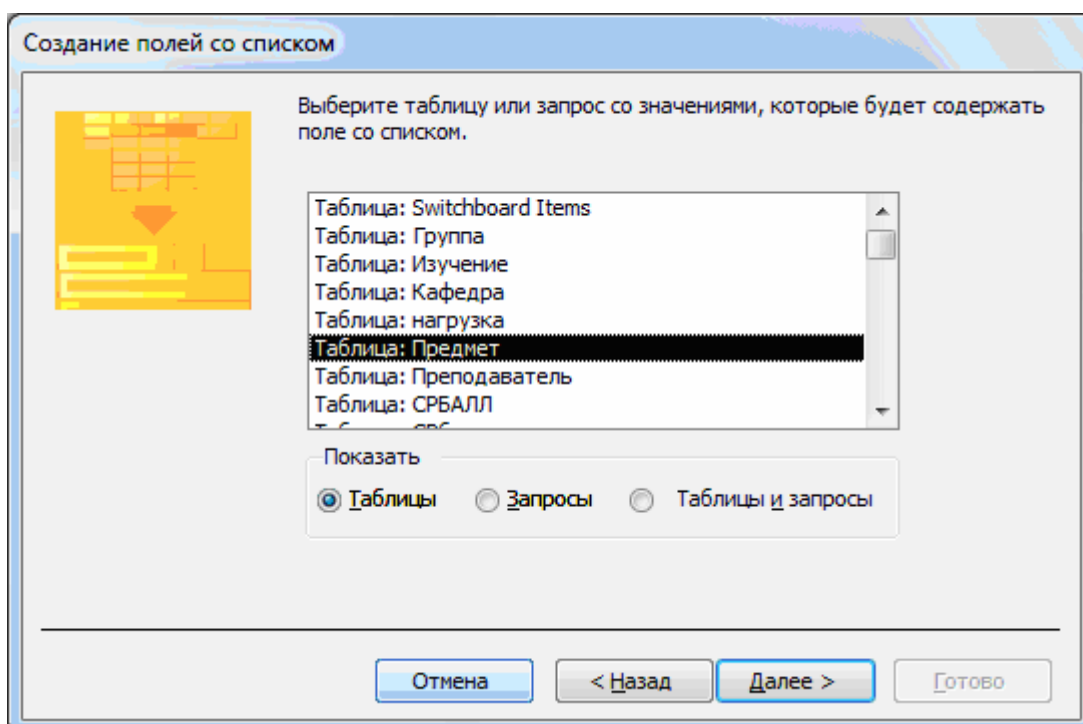 Создание полей со списком
Выберите таблицу или запрос со значениями, которые будет содержать
поле со списком.
Таблица: Switchboard Items
Таблица: Группа
Таблица: Изучение
Таблица: Кафедра
Таблица: нагрузка
Таблица: Предмет
Таблица: Преподаватель
Таблица: СРБАЛЛ
Показать
Таблицы Запросы Таблицы и запросы
Отмена < Назад Далее > Готово